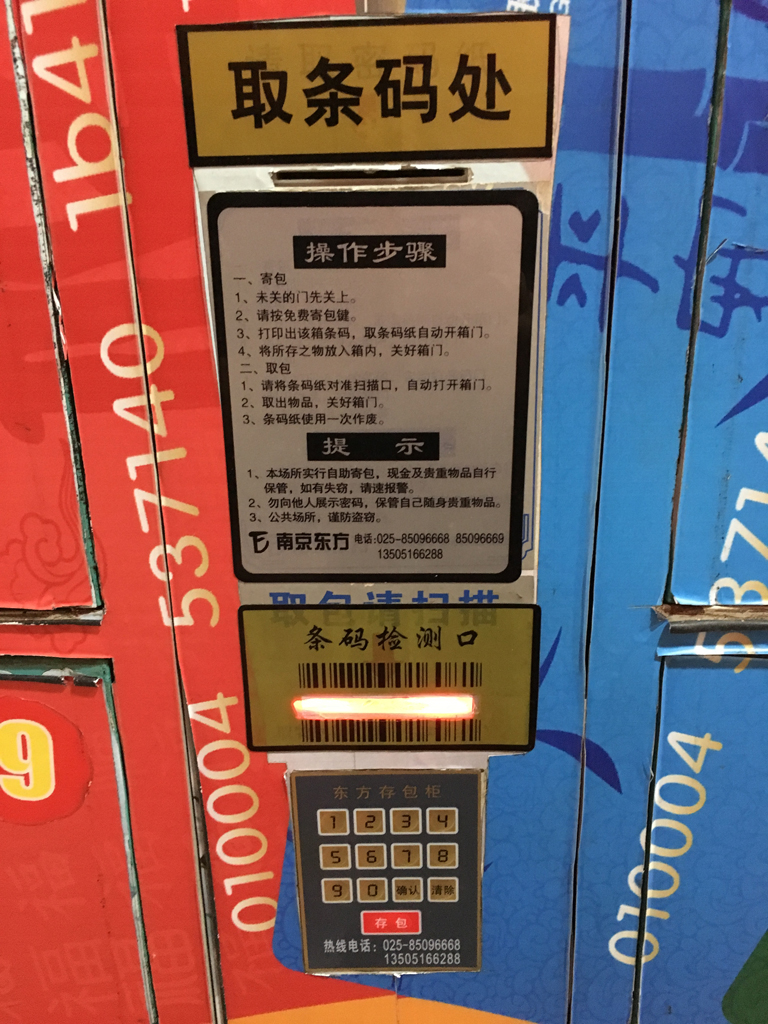 取条码处
操作步骤
一、寄包
1、未关的门先关上。
2、请按免费寄包键。
3、打印出该箱条码，取条码纸自动开箱门。
4、将所存之物放入箱内，关好箱门。
二、取包
1、请将条码纸对准扫描口，自动打开箱门。
2、取出物品，关好箱门。
3、条码纸使用一次作废。
提 示
1、本场所实行自助寄包，现金及贵重物品自行
保管，如有失窃，请速报警。
2、勿向他人展示密码，保管自己随身贵重物品。
3、公共场所，谨防盗窃。
南京东方 电话:025-85096668 85096669
13505166288
取包请扫描
条码检测口
东方存包柜
1 2 3 4
5 6 7 8
9 0 确认 清除
存包
热线电话：025-85096668
13505166288
1b41
537140
010004
9
53714
010004